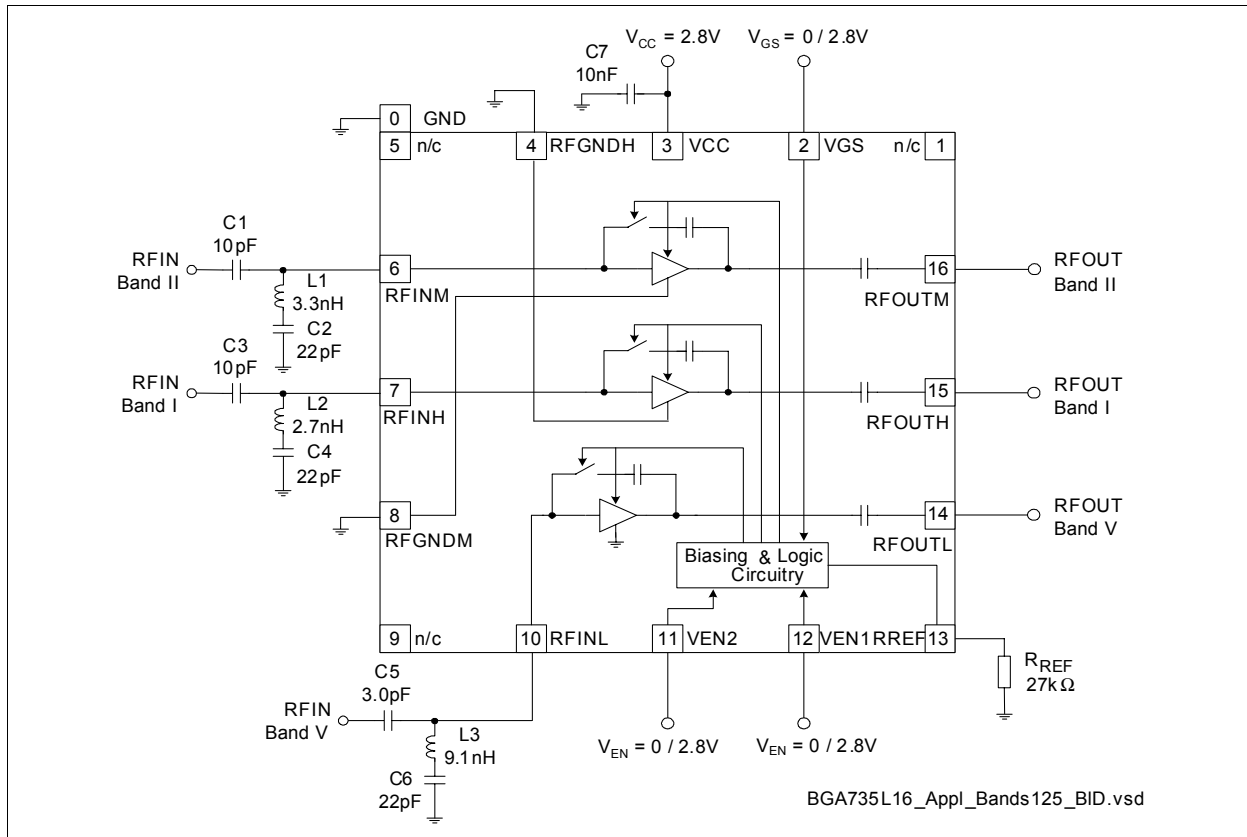 V_CC = 2.8V
V_GS = 0 / 2.8V
C7
10nF
0 GND
5 n/c
4 RFGNDH
3 VCC
2 VGS
n/c 1
C1
10pF
RFIN
Band II
6
RFINM
L1
3.3nH
C2
22pF
16
RFOUTM
RFOUT
Band II
C3
10pF
RFIN
Band I
7
RFINH
L2
2.7nH
C4
22pF
15
RFOUTH
RFOUT
Band I
8
RFGNDM
14
RFOUTL
RFOUT
Band V
Biasing & Logic
Circuitry
9 n/c
10 RFINL
11 VEN2
12 VEN1
RREF 13
R_REF
27kΩ
C5
3.0pF
RFIN
Band V
L3
9.1nH
C6
22pF
V_EN = 0 / 2.8V
V_EN = 0 / 2.8V
BGA735L16_Appl_Bands125_BID.vsd